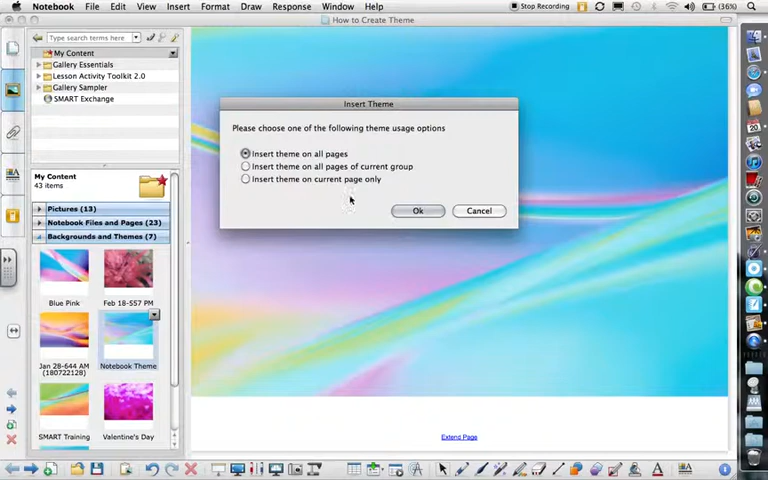 Notebook File Edit View Insert Format Draw Response Window Help Stop Recording (36%)
How to Create Theme
Search terms here
My Content
Gallery Essentials
Lesson Activity Toolkit 2.0
Gallery Sampler
SMART Exchange
Insert Theme
Please choose one of the following theme usage options
Insert theme on all pages
Insert theme on all pages of current group
Insert theme on current page only
Ok Cancel
My Content
43 items
Pictures (13)
Notebook Files and Pages (23)
Backgrounds and Themes (7)
Blue Pink Feb 18-557 PM
Jan 28-644 AM Notebook Theme
(180722128)
SMART Training Valentine's Day
Extend Page